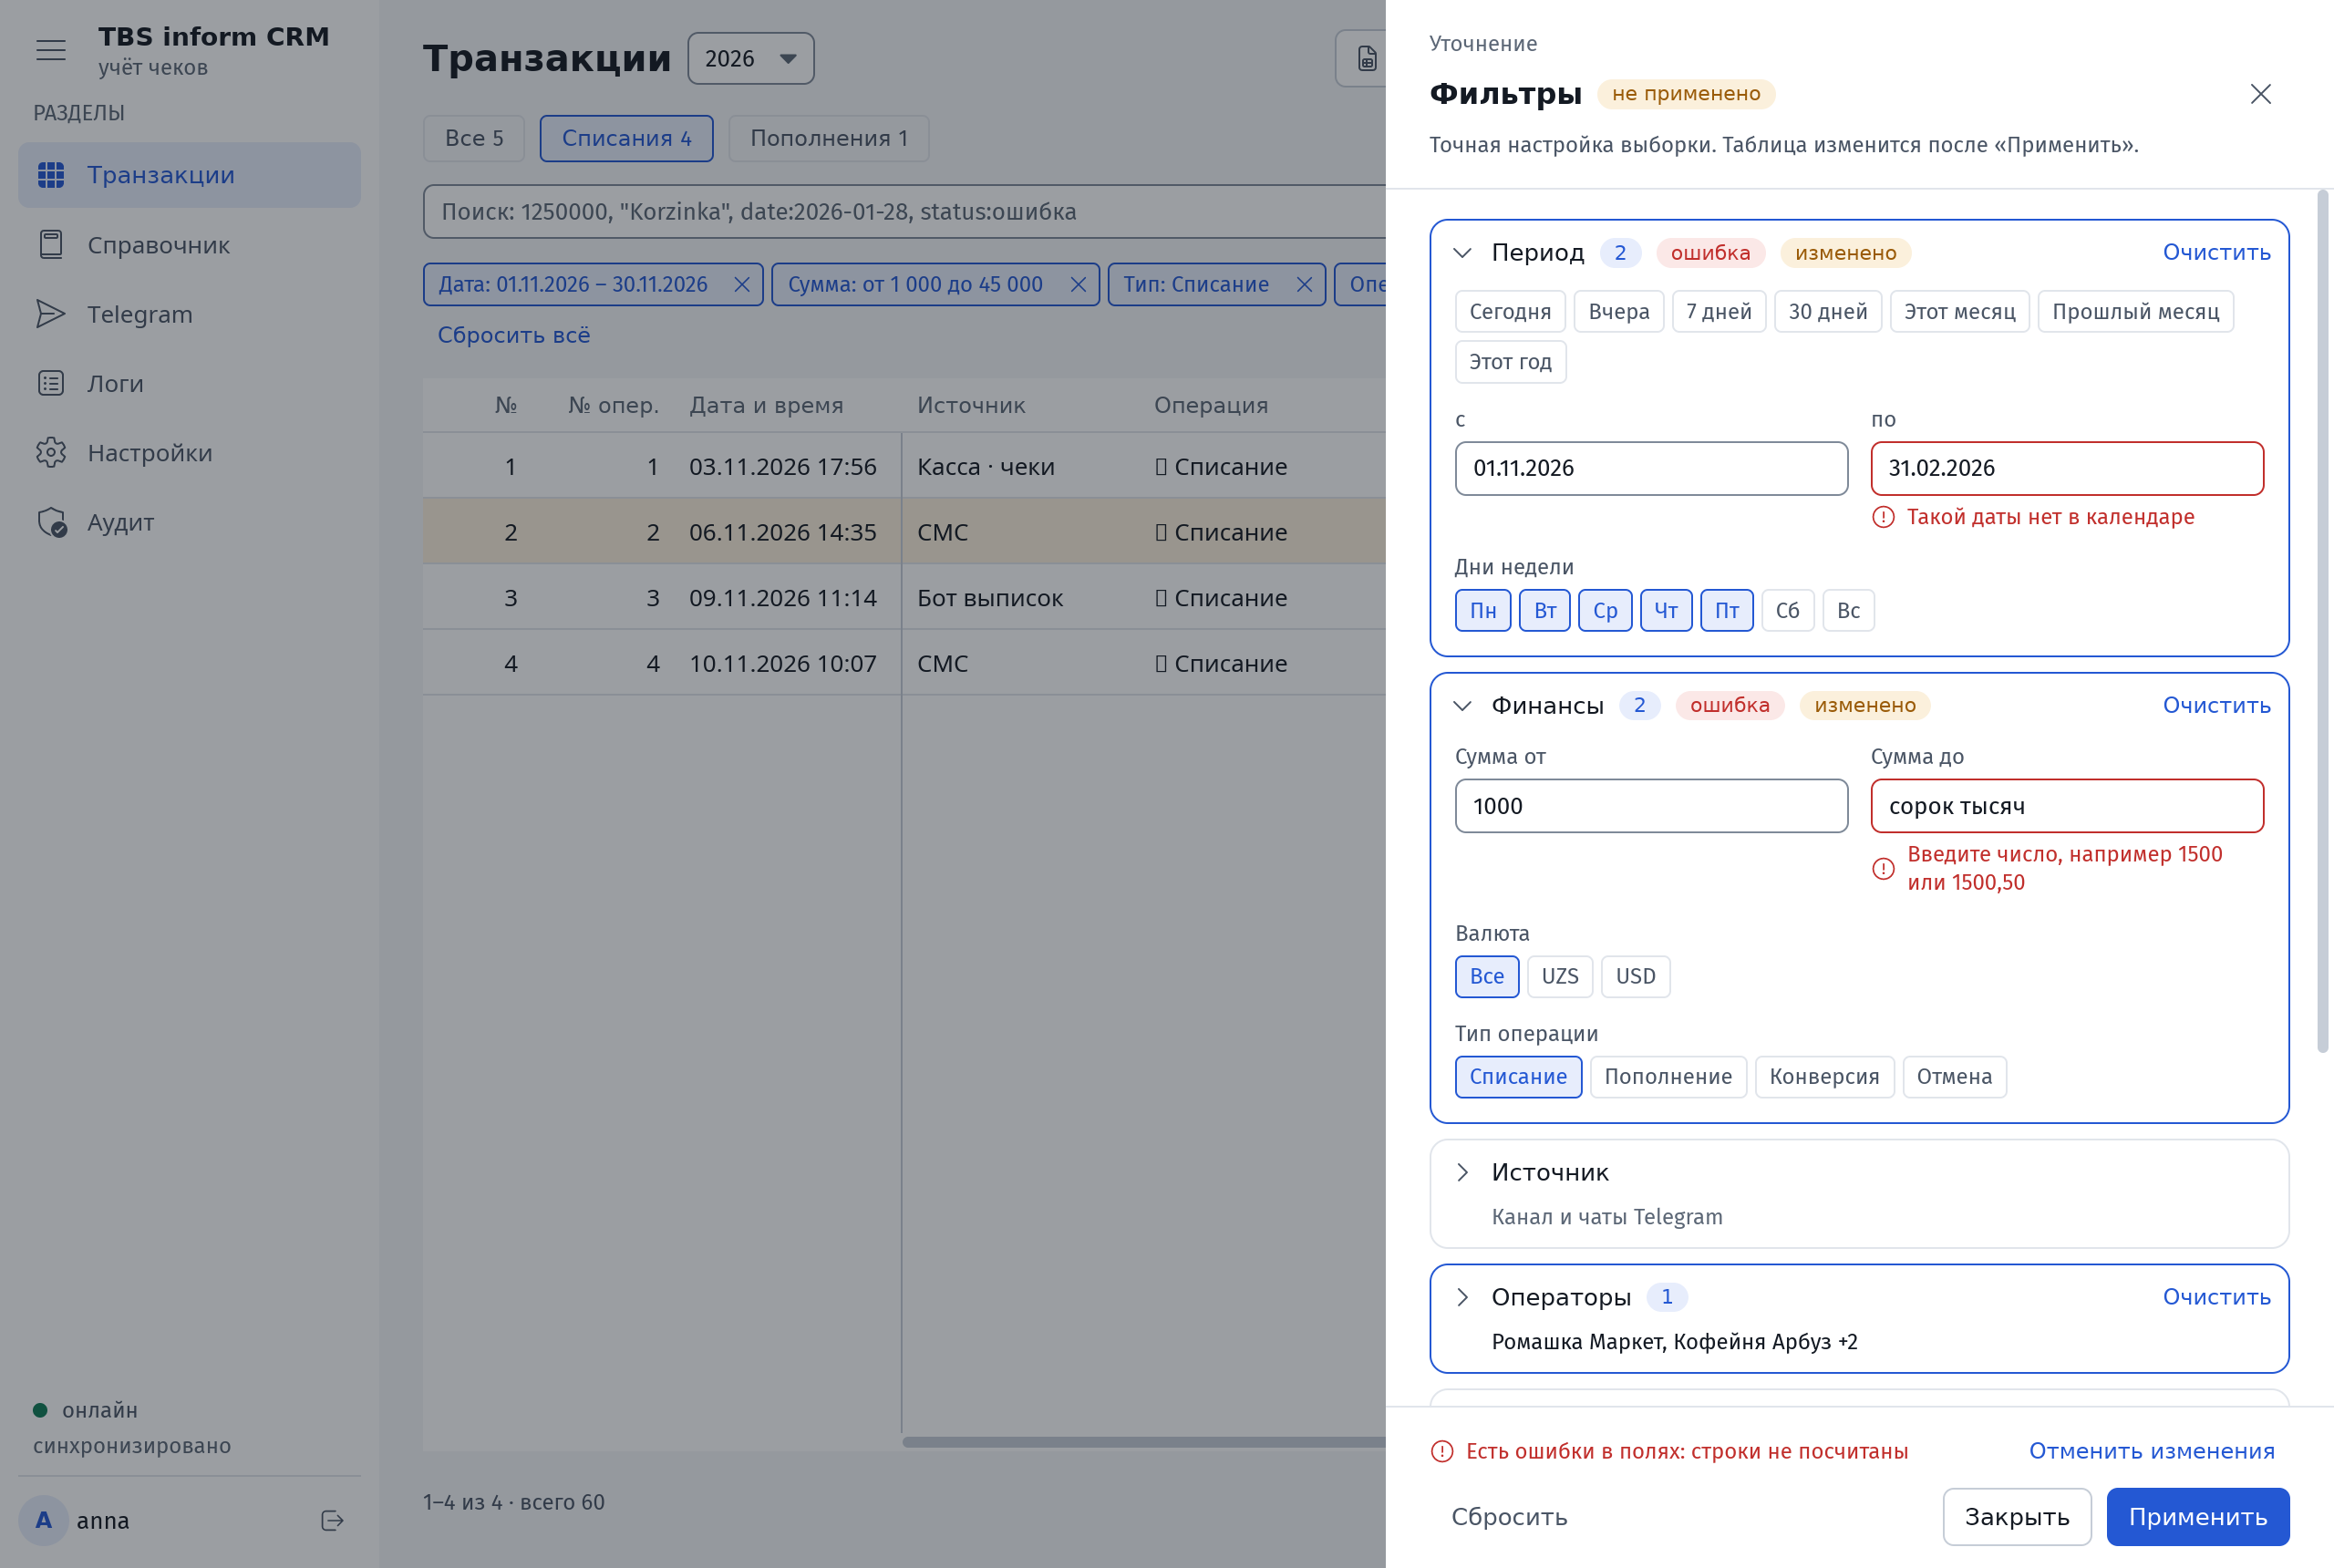 TBS inform CRM
учёт чеков
РАЗДЕЛЫ
Транзакции
Справочник
Telegram
Логи
Настройки
Аудит
онлайн
синхронизировано
A anna
Транзакции 2026
Все 5 Списания 4 Пополнения 1
Поиск: 1250000, "Korzinka", date:2026-01-28, status:ошибка
Дата: 01.11.2026 – 30.11.2026 Сумма: от 1 000 до 45 000 Тип: Списание Опе
Сбросить всё
№ № опер. Дата и время Источник Операция
1 1 03.11.2026 17:56 Касса · чеки Списание
2 2 06.11.2026 14:35 СМС Списание
3 3 09.11.2026 11:14 Бот выписок Списание
4 4 10.11.2026 10:07 СМС Списание
1–4 из 4 · всего 60
Уточнение
Фильтры не применено
Точная настройка выборки. Таблица изменится после «Применить».
Период 2 ошибка изменено Очистить
Сегодня Вчера 7 дней 30 дней Этот месяц Прошлый месяц
Этот год
с по
01.11.2026 31.02.2026
Такой даты нет в календаре
Дни недели
Пн Вт Ср Чт Пт Сб Вс
Финансы 2 ошибка изменено Очистить
Сумма от Сумма до
1000 сорок тысяч
Введите число, например 1500
или 1500,50
Валюта
Все UZS USD
Тип операции
Списание Пополнение Конверсия Отмена
Источник
Канал и чаты Telegram
Операторы 1 Очистить
Ромашка Маркет, Кофейня Арбуз +2
Есть ошибки в полях: строки не посчитаны Отменить изменения
Сбросить Закрыть Применить